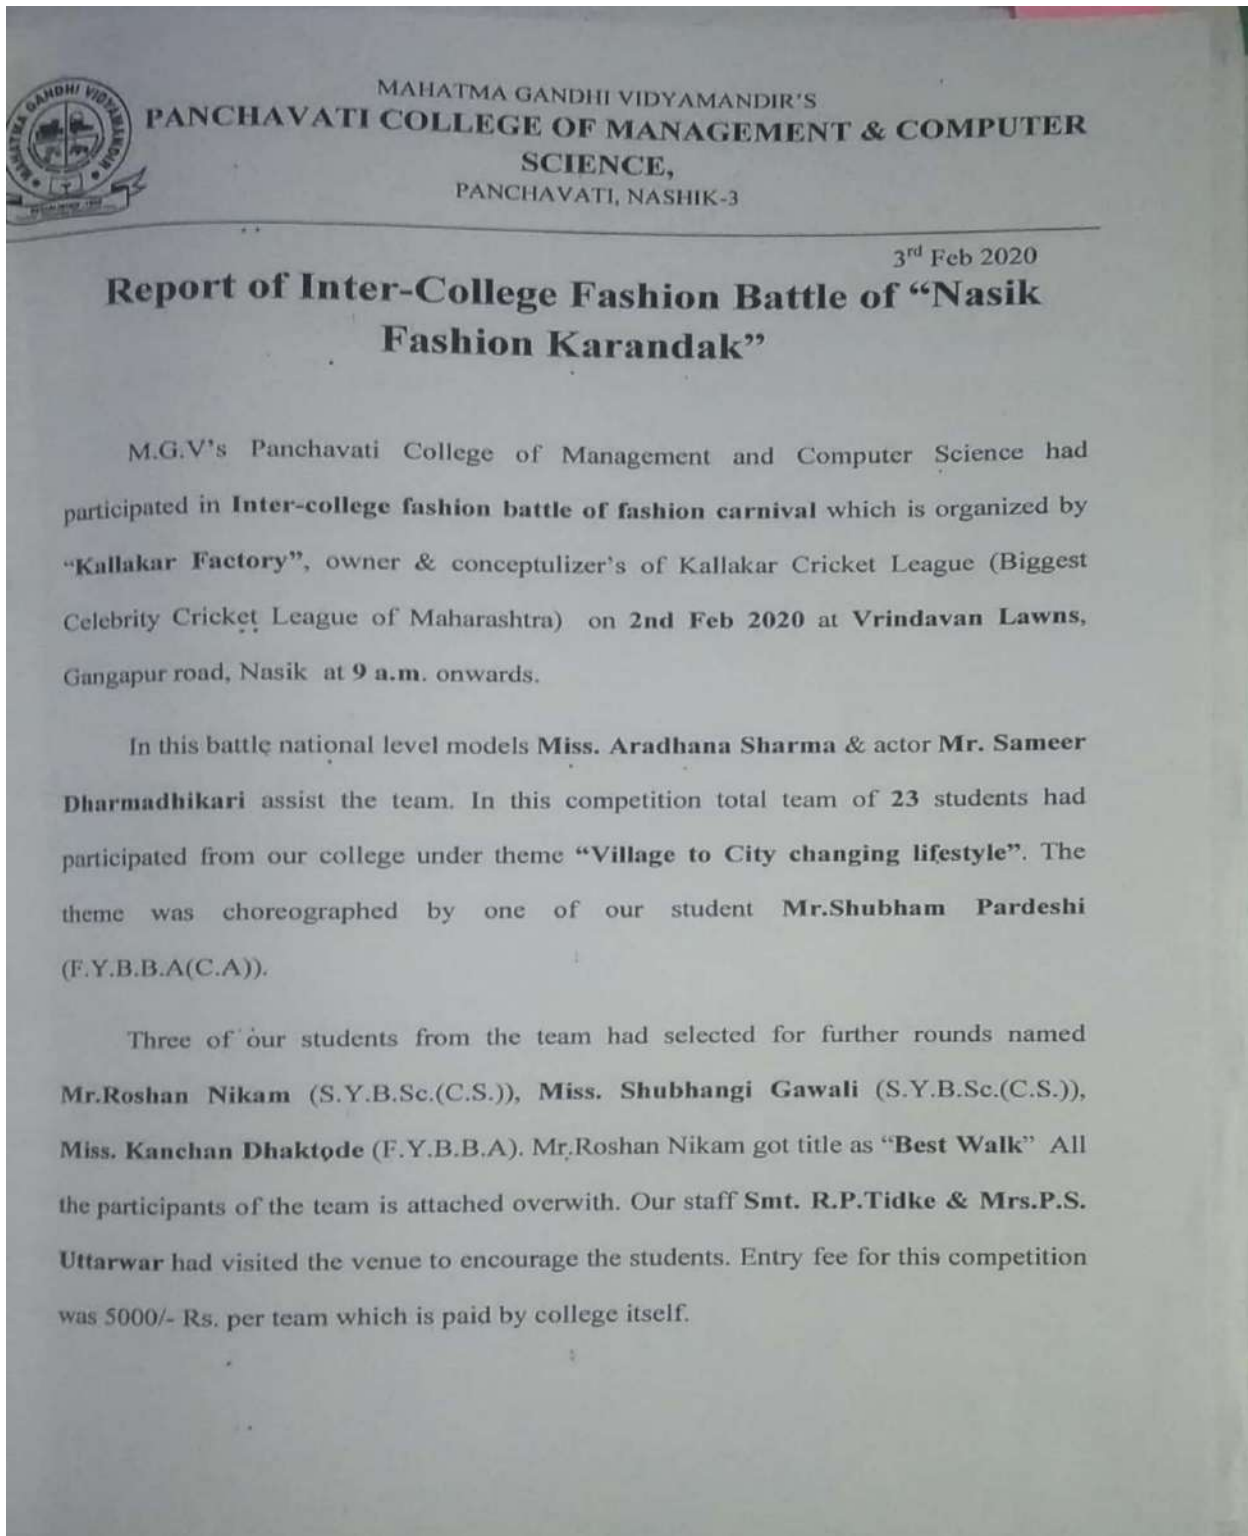 MAHATMA GANDHI VIDYAMANDIR
MAHATMA GANDHI VIDYAMANDIR'S
PANCHAVATI COLLEGE OF MANAGEMENT & COMPUTER
SCIENCE,
PANCHAVATI, NASHIK-3
3rd Feb 2020
Report of Inter-College Fashion Battle of “Nasik
Fashion Karandak”
M.G.V's Panchavati College of Management and Computer Science had
participated in Inter-college fashion battle of fashion carnival which is organized by
“Kallakar Factory”, owner & conceptulizer's of Kallakar Cricket League (Biggest
Celebrity Cricket League of Maharashtra) on 2nd Feb 2020 at Vrindavan Lawns,
Gangapur road, Nasik at 9 a.m. onwards.
In this battle national level models Miss. Aradhana Sharma & actor Mr. Sameer
Dharmadhikari assist the team. In this competition total team of 23 students had
participated from our college under theme “Village to City changing lifestyle”. The
theme was choreographed by one of our student Mr.Shubham Pardeshi
(F.Y.B.B.A(C.A)).
Three of our students from the team had selected for further rounds named
Mr.Roshan Nikam (S.Y.B.Sc.(C.S.)), Miss. Shubhangi Gawali (S.Y.B.Sc.(C.S.)),
Miss. Kanchan Dhaktode (F.Y.B.B.A). Mr.Roshan Nikam got title as “Best Walk” All
the participants of the team is attached overwith. Our staff Smt. R.P.Tidke & Mrs.P.S.
Uttarwar had visited the venue to encourage the students. Entry fee for this competition
was 5000/- Rs. per team which is paid by college itself.